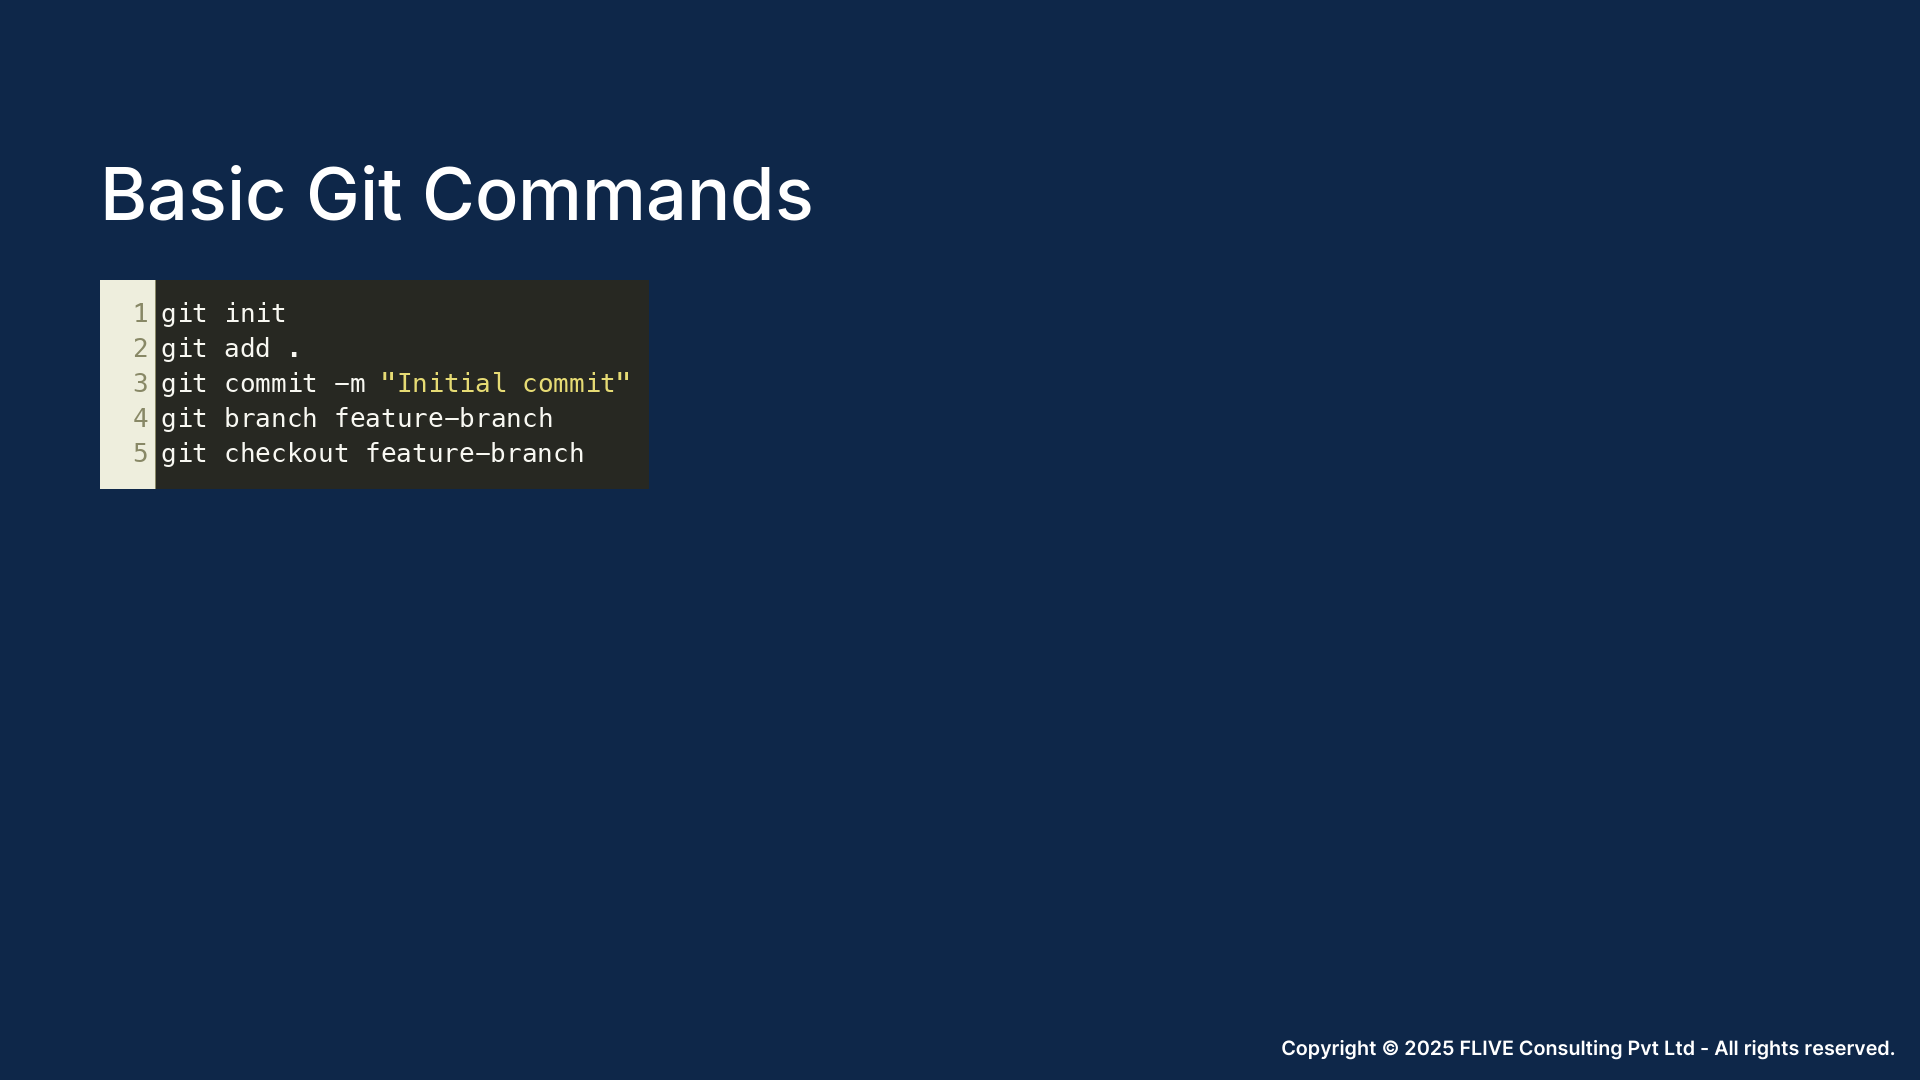 Basic Git Commands
1 git init
2 git add .
3 git commit -m "Initial commit"
4 git branch feature-branch
5 git checkout feature-branch
Copyright © 2025 FLIVE Consulting Pvt Ltd - All rights reserved.